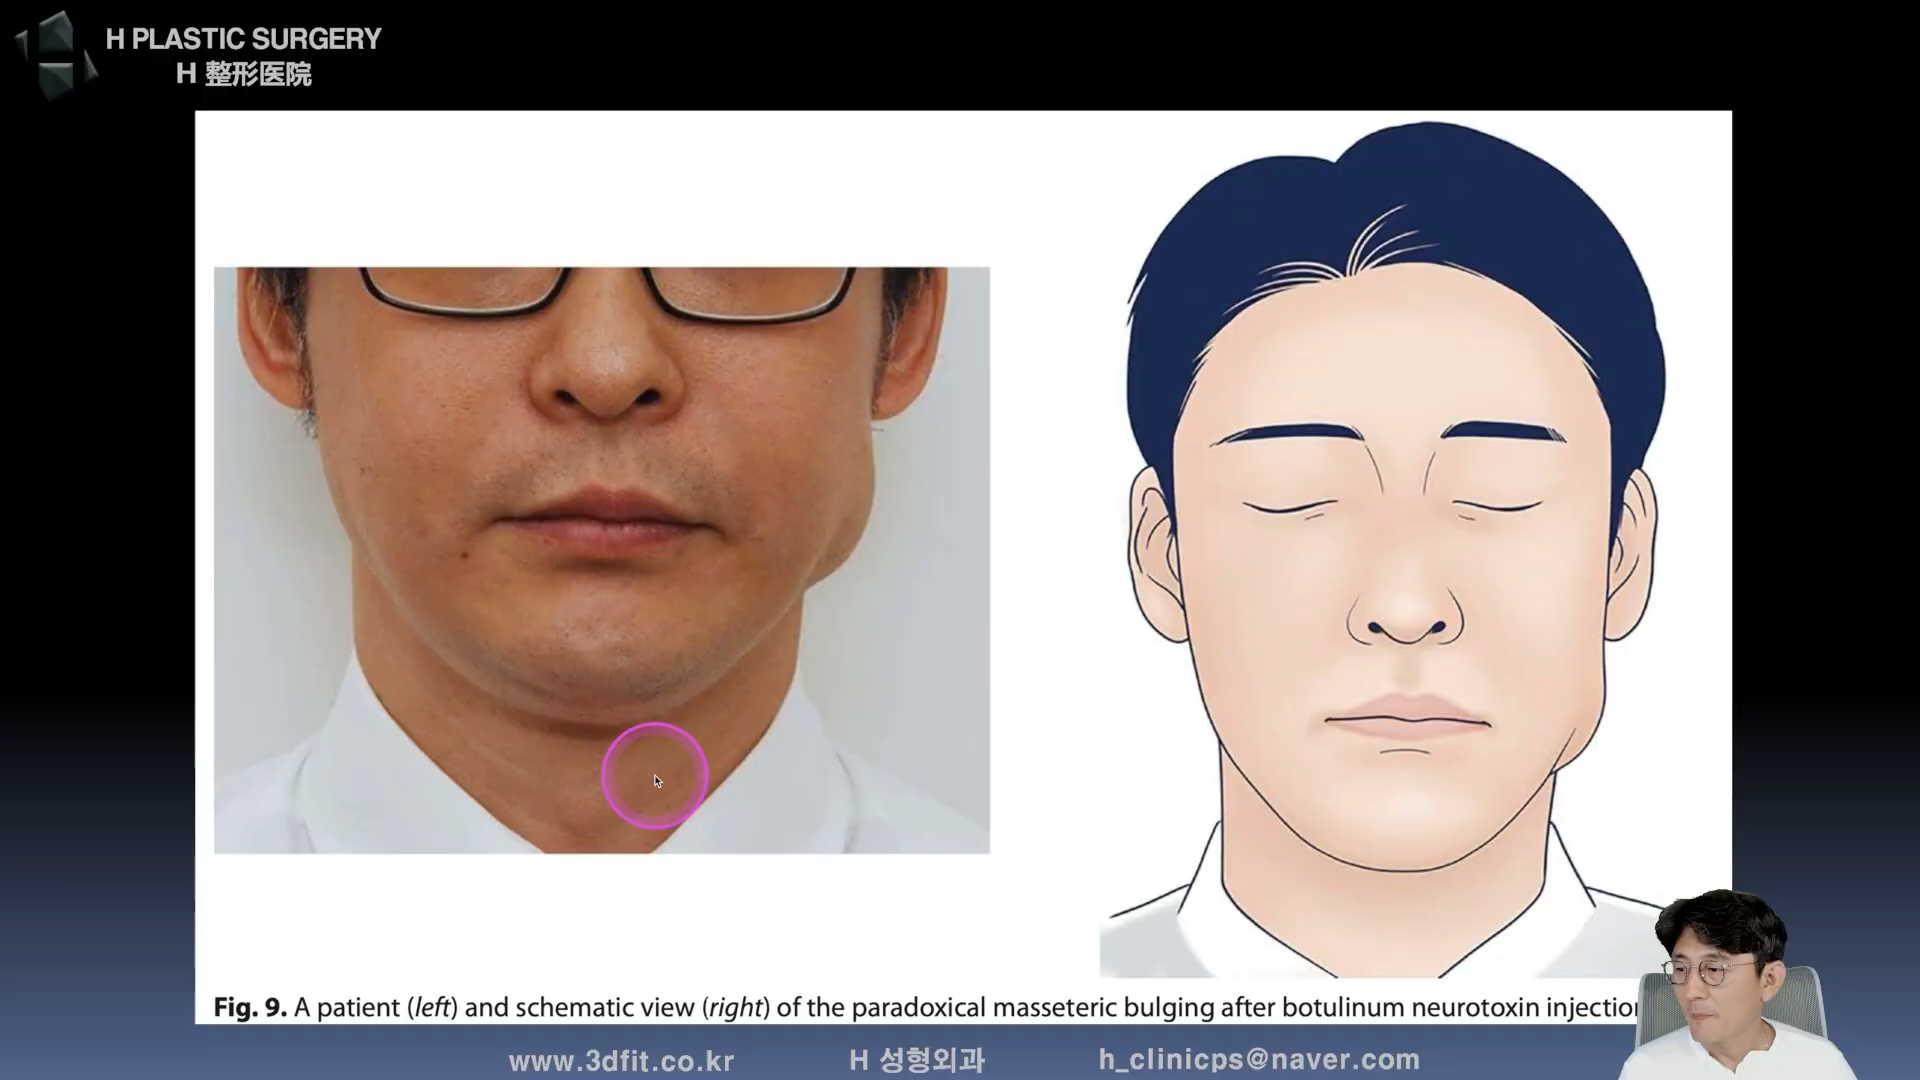 H PLASTIC SURGERY
H 整形医院
Fig. 9. A patient (left) and schematic view (right) of the paradoxical masseteric bulging after botulinum neurotoxin injection
www.3dfit.co.kr
H 성형외과
h_clinicps@naver.com